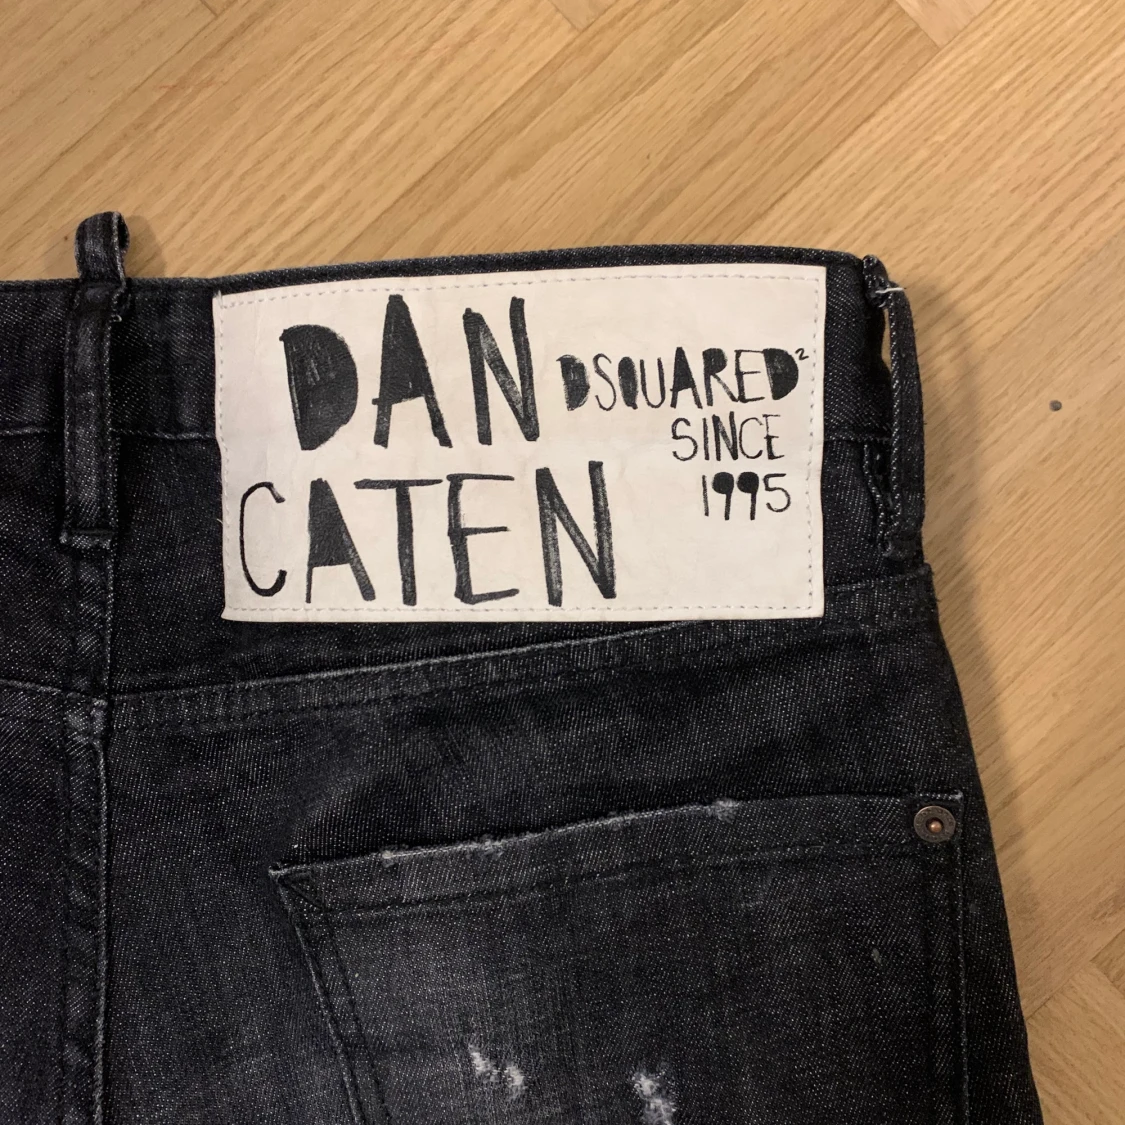 DAN
CATEN
DSQUARED²
SINCE
1995